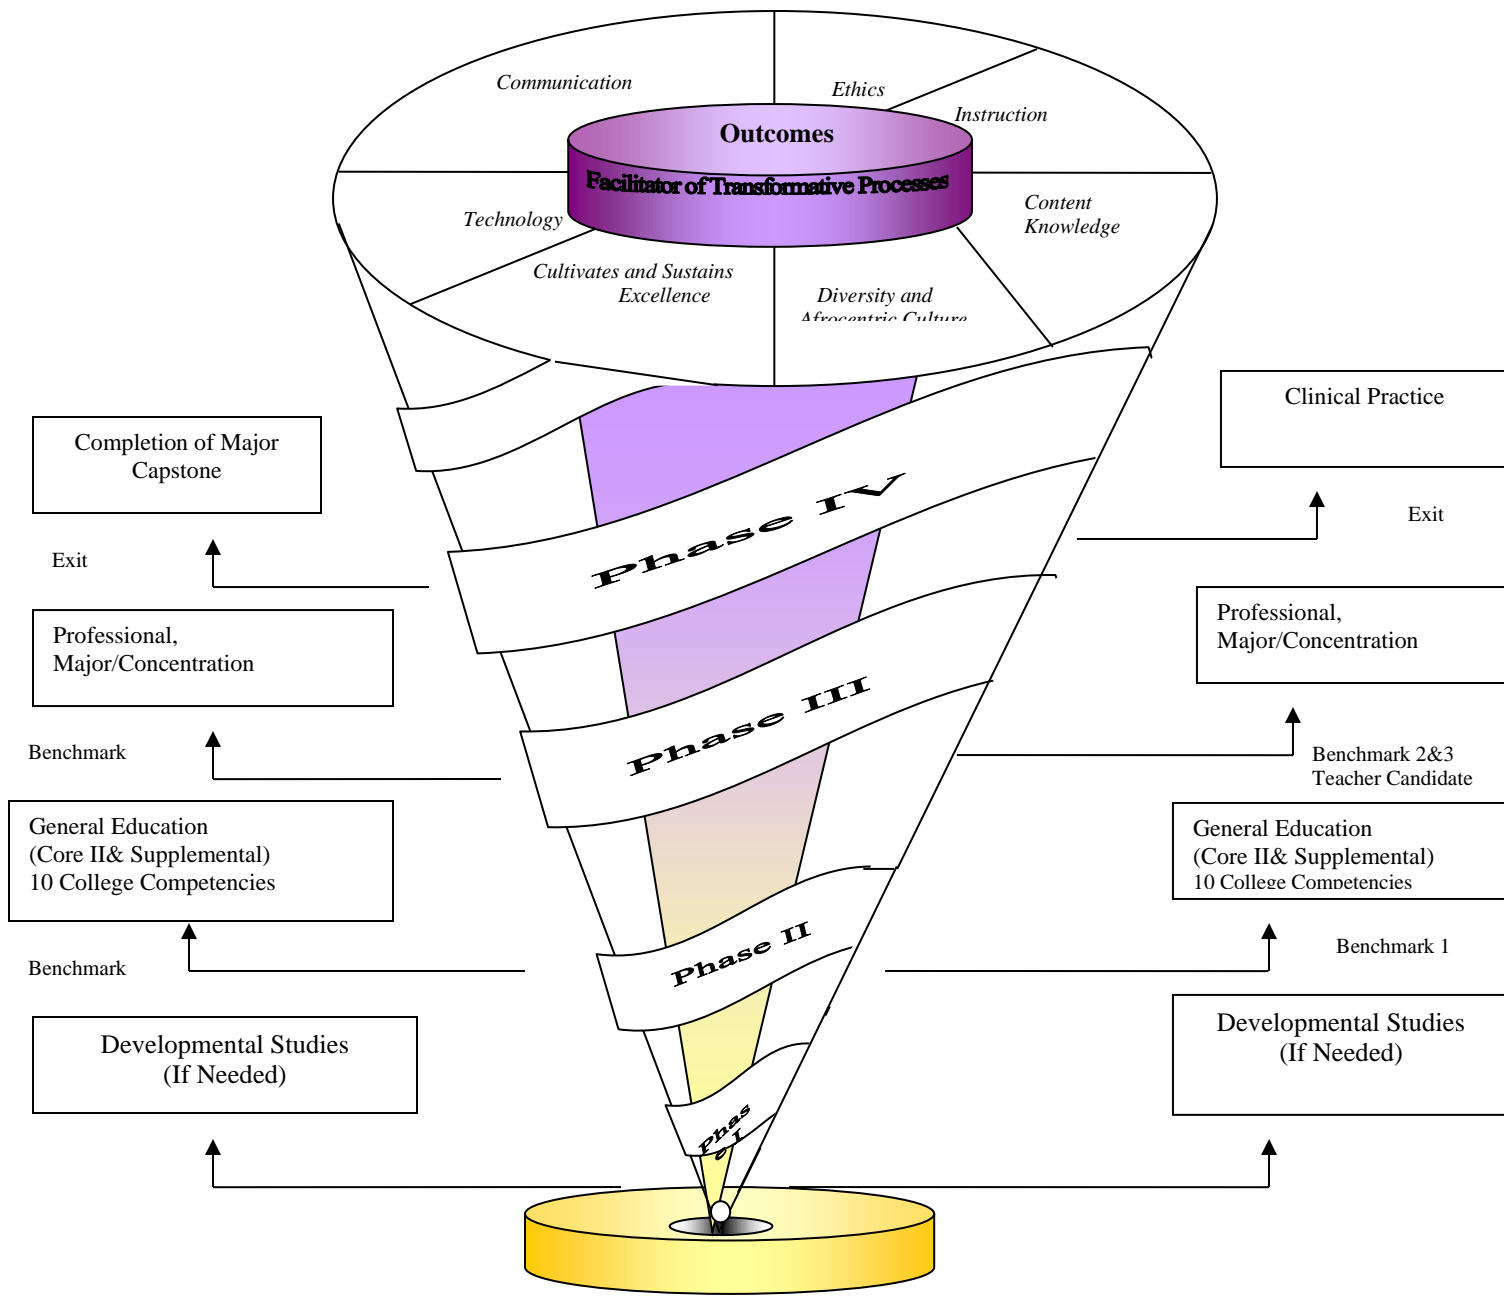 Communication
Ethics
Instruction
Outcomes
Facilitator of Transformative Processes
Technology
Content
Knowledge
Cultivates and Sustains
Excellence
Diversity and
Afrocentric Culture
Clinical Practice
Completion of Major
Capstone
Phase IV
Exit
Exit
Professional,
Major/Concentration
Professional,
Major/Concentration
Phase III
Benchmark
Benchmark 2&3
Teacher Candidate
General Education
(Core II& Supplemental)
10 College Competencies
General Education
(Core II& Supplemental)
10 College Competencies
Phase II
Benchmark
Benchmark 1
Developmental Studies
(If Needed)
Developmental Studies
(If Needed)
Phas
e I